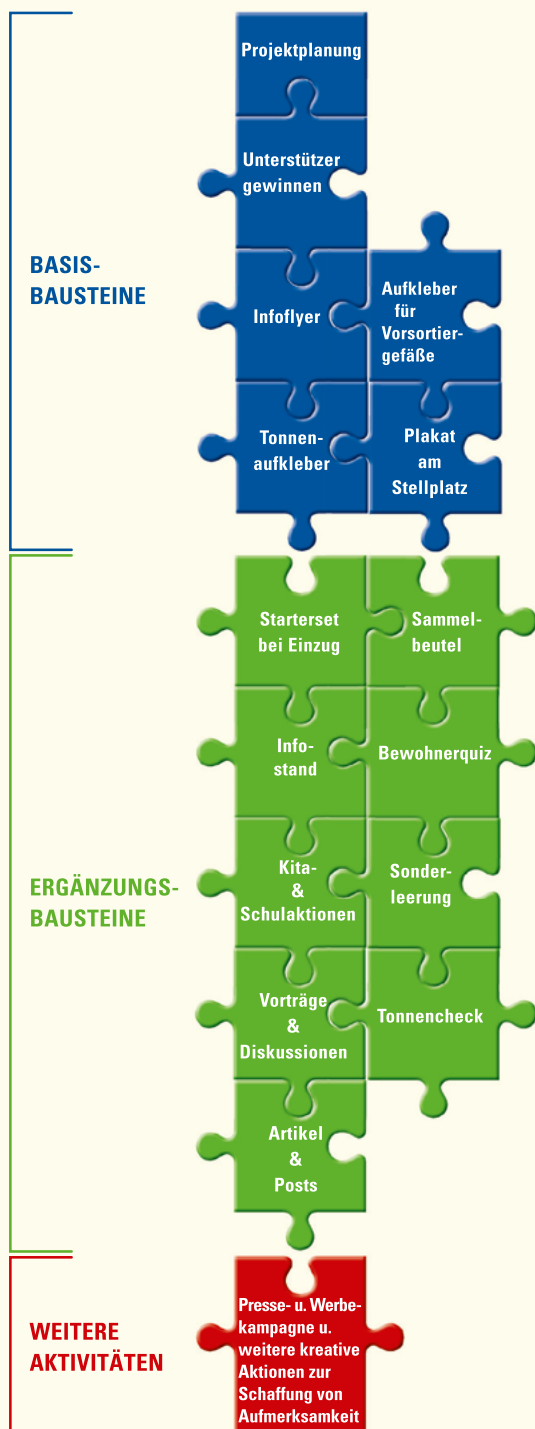 BASIS-
BAUSTEINE
Projektplanung
Unterstützer
gewinnen
Infoflyer
Aufkleber
für
Vorsortier-
gefäße
Tonnen-
aufkleber
Plakat
am
Stellplatz
ERGÄNZUNGS-
BAUSTEINE
Starterset
bei Einzug
Sammel-
beutel
Info-
stand
Bewohnerquiz
Kita-
&
Schulaktionen
Sonder-
leerung
Vorträge
&
Diskussionen
Tonnencheck
Artikel
&
Posts
WEITERE
AKTIVITÄTEN
Presse- u. Werbe-
kampagne u.
weitere kreative
Aktionen zur
Schaffung von
Aufmerksamkeit